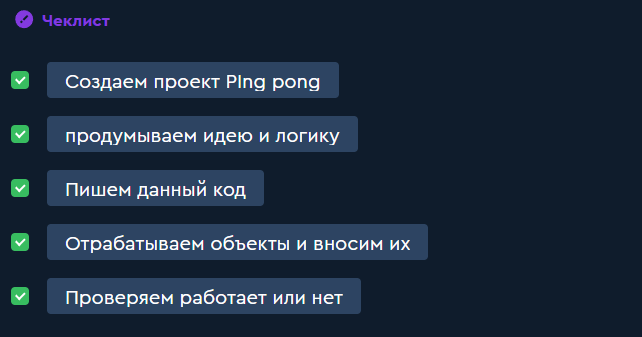 Чеклист
Создаем проект PIng pong
продумываем идею и логику
Пишем данный код
Отрабатываем объекты и вносим их
Проверяем работает или нет